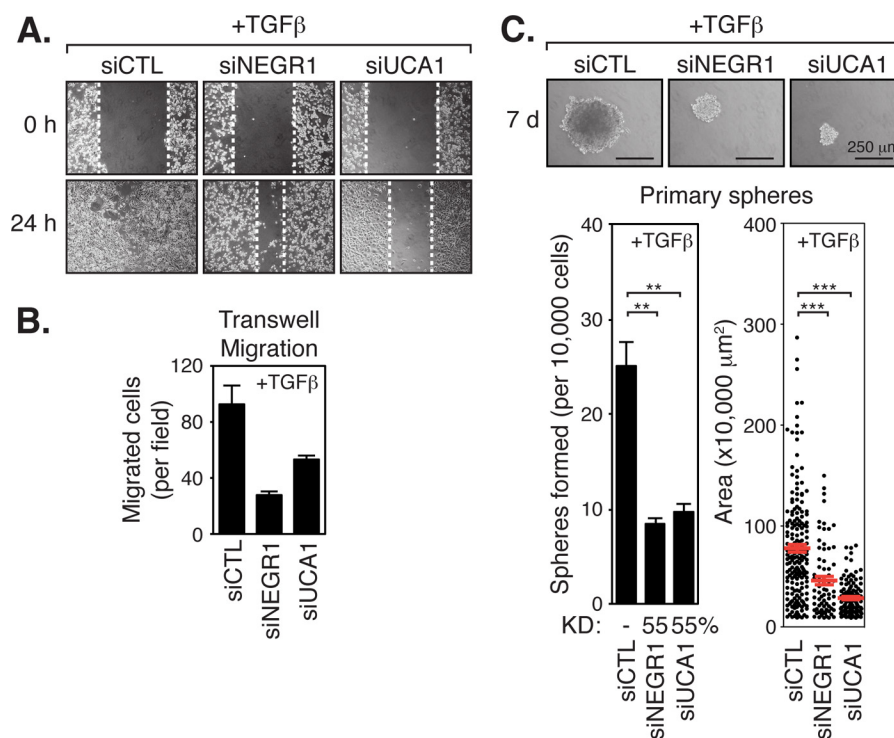 A.
+TGFβ
siCTL siNEGR1 siUCA1
0 h
24 h
B.
Transwell
Migration
+TGFβ
Migrated cells
(per field)
120
80
40
0
siCTL
siNEGR1
siUCA1
C.
+TGFβ
siCTL siNEGR1 siUCA1
7 d
250 μm
Primary spheres
Spheres formed (per 10,000 cells)
40
30
20
10
0
+TGFβ
**
**
KD: - 55 55%
siCTL
siNEGR1
siUCA1
Area (x10,000 μm²)
400
300
200
100
0
+TGFβ
***
***
siCTL
siNEGR1
siUCA1